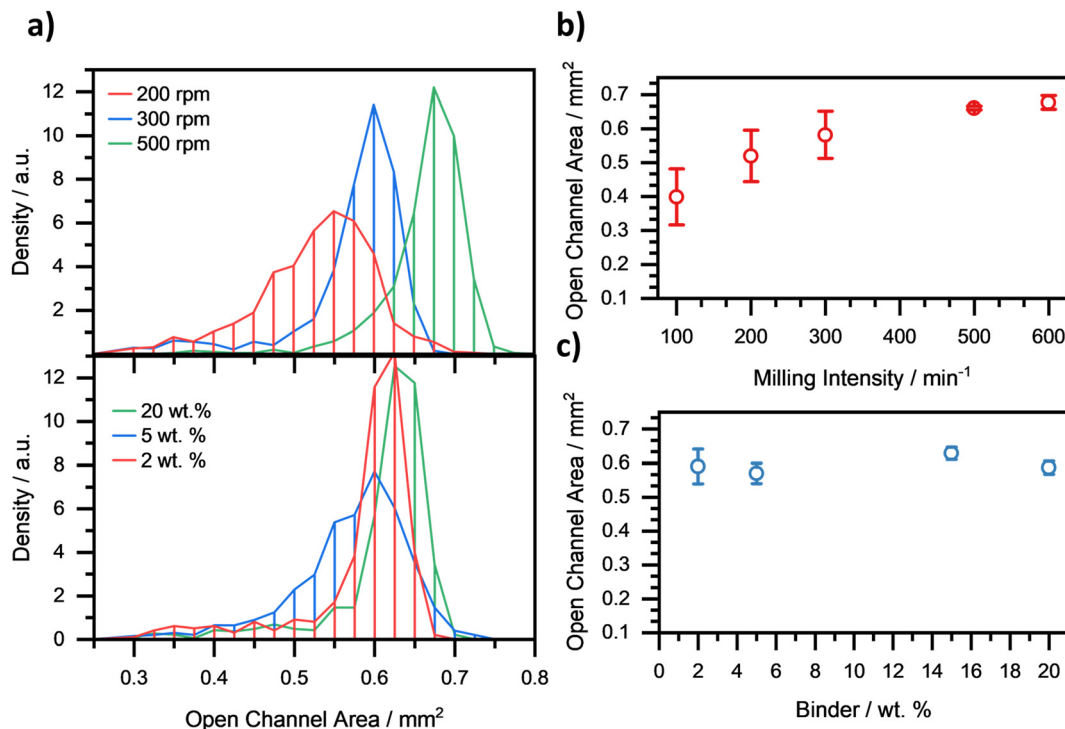 a)
12
10
8
6
4
2
Density / a.u.
200 rpm
300 rpm
500 rpm
12
10
8
6
4
2
0
Density / a.u.
20 wt.%
5 wt. %
2 wt. %
0.3 0.4 0.5 0.6 0.7 0.8
Open Channel Area / mm²
b)
0.7
0.6
0.5
0.4
0.3
0.2
0.1
Open Channel Area / mm²
100 200 300 400 500 600
Milling Intensity / min⁻¹
c)
0.7
0.6
0.5
0.4
0.3
0.2
0.1
Open Channel Area / mm²
0 2 4 6 8 10 12 14 16 18 20
Binder / wt. %